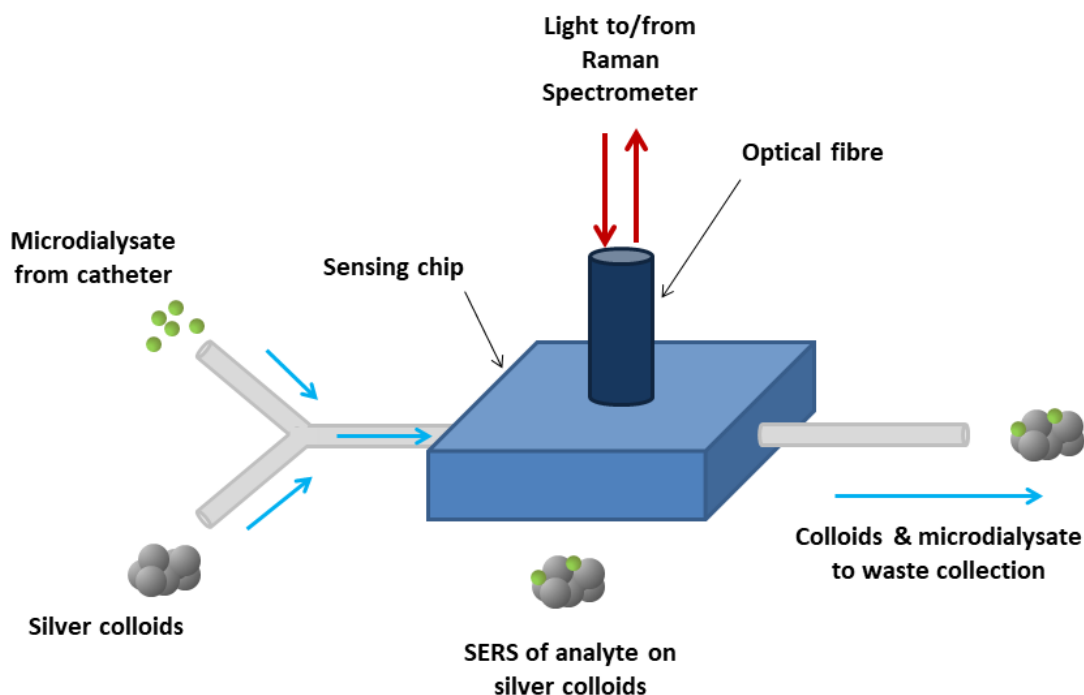 Light to/from
Raman
Spectrometer
Optical fibre
Microdialysate
from catheter
Sensing chip
Silver colloids
SERS of analyte on
silver colloids
Colloids & microdialysate
to waste collection